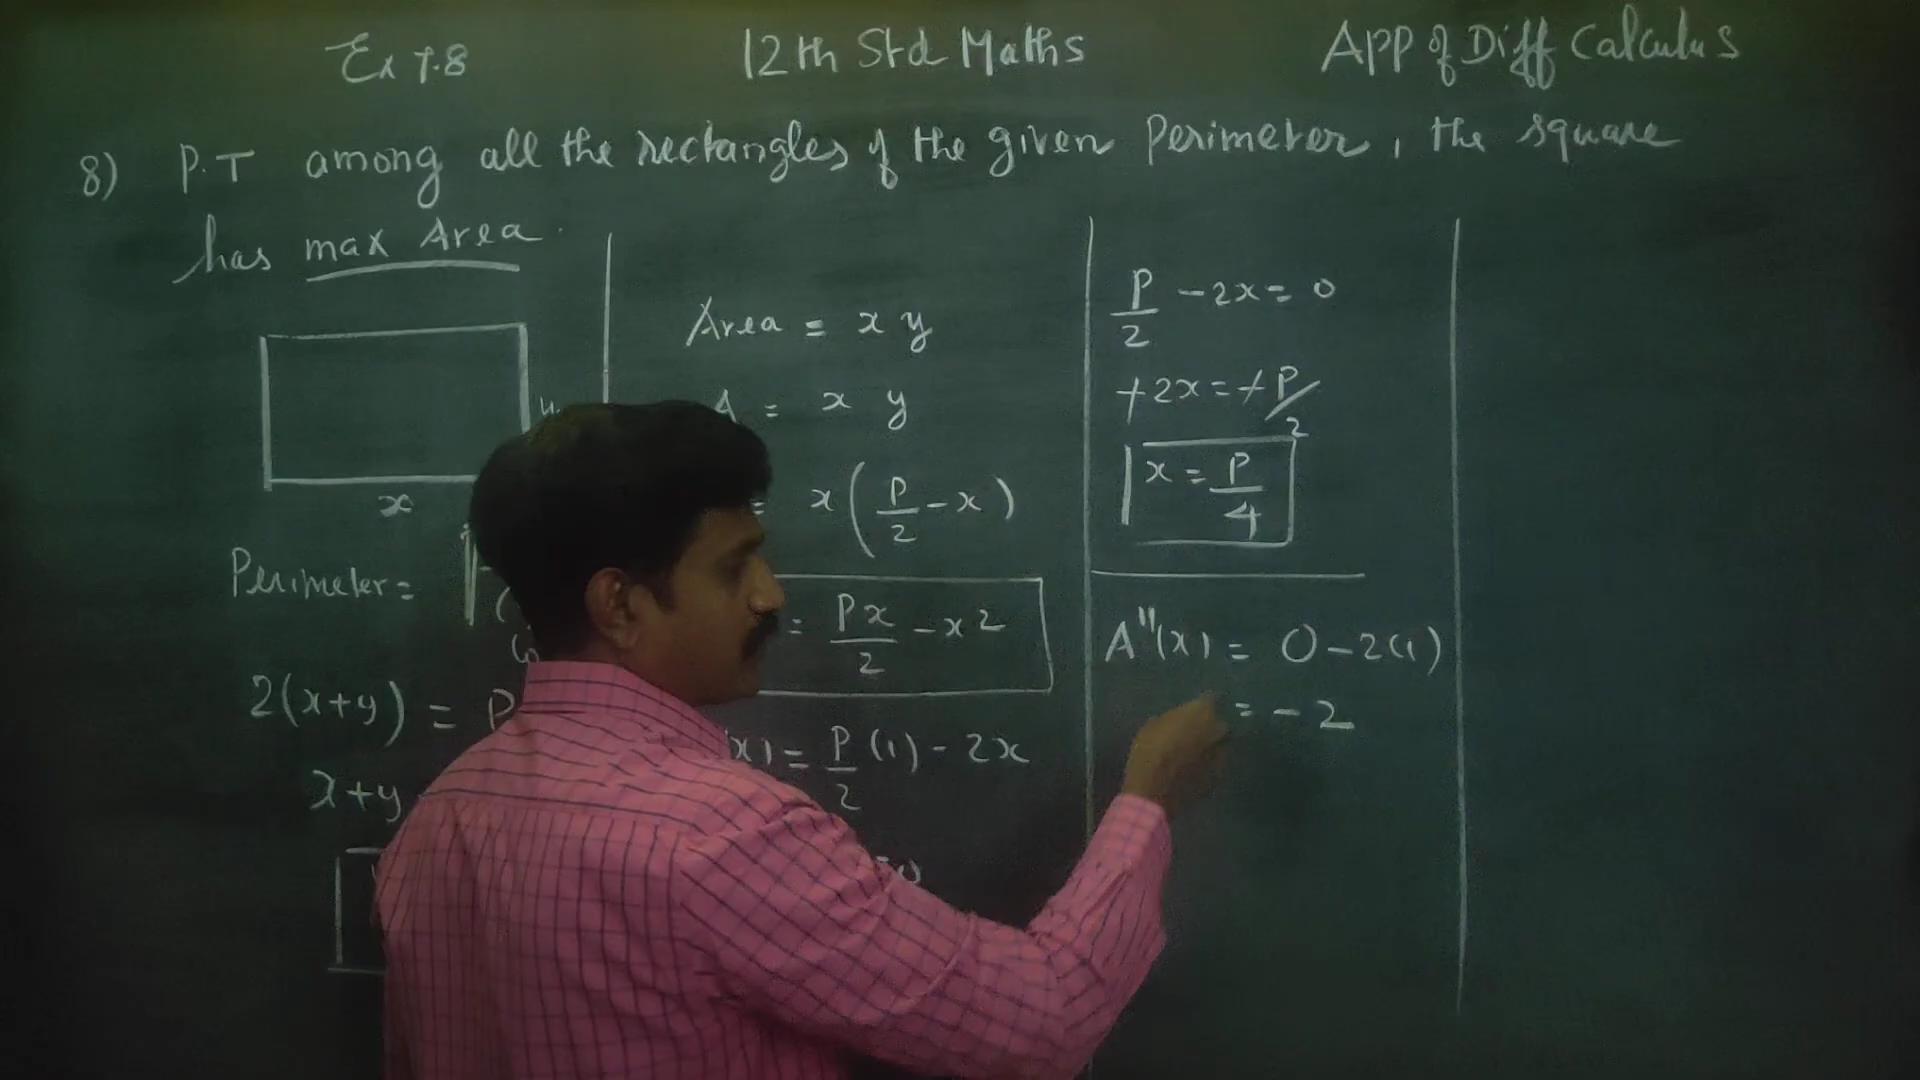 Ex 7.8 12th Std Maths APP of Diff Calculus
8) P.T among all the rectangles of the given Perimeter, the square
has max Area.
x
Perimeter =
2(x+y) = P
x+y
Area = x y
A = x y
= x(P/2 - x)
= Px/2 - x²
(x) = P/2 (1) - 2x
= 0
P/2 - 2x = 0
+2x = +P/2
x = P/4
A''(x) = 0 - 2(1)
= - 2